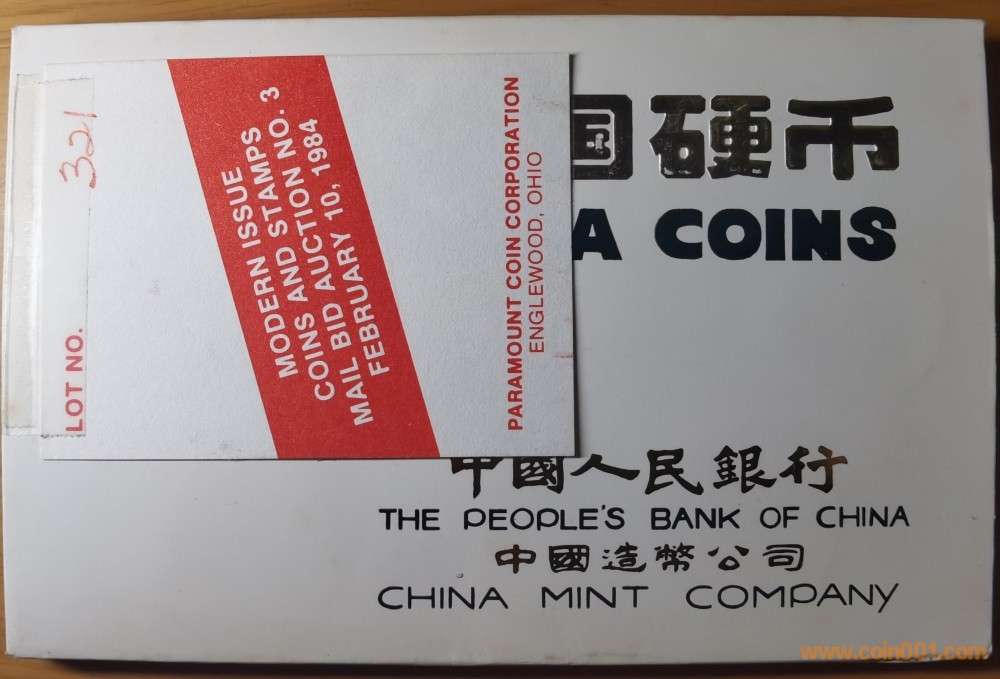 LOT NO. 321
MODERN ISSUE
COINS AND STAMPS
COINS AUCTION NO. 3
MAIL BID AUCTION
FEBRUARY 10, 1984
PARAMOUNT COIN CORPORATION
ENGLEWOOD, OHIO
国硬币
A COINS
中國人民銀行
THE PEOPLE'S BANK OF CHINA
中國造幣公司
CHINA MINT COMPANY
www.coin001.com